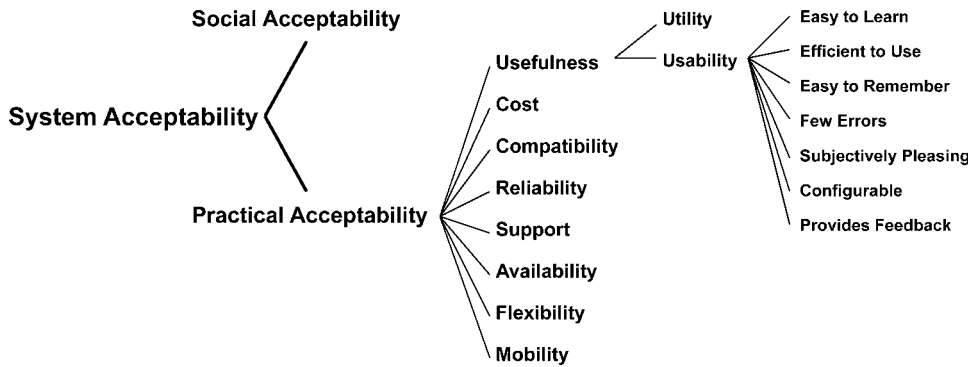 Social Acceptability
System Acceptability
Practical Acceptability
Usefulness
Cost
Compatibility
Reliability
Support
Availability
Flexibility
Mobility
Utility
Usability
Easy to Learn
Efficient to Use
Easy to Remember
Few Errors
Subjectively Pleasing
Configurable
Provides Feedback